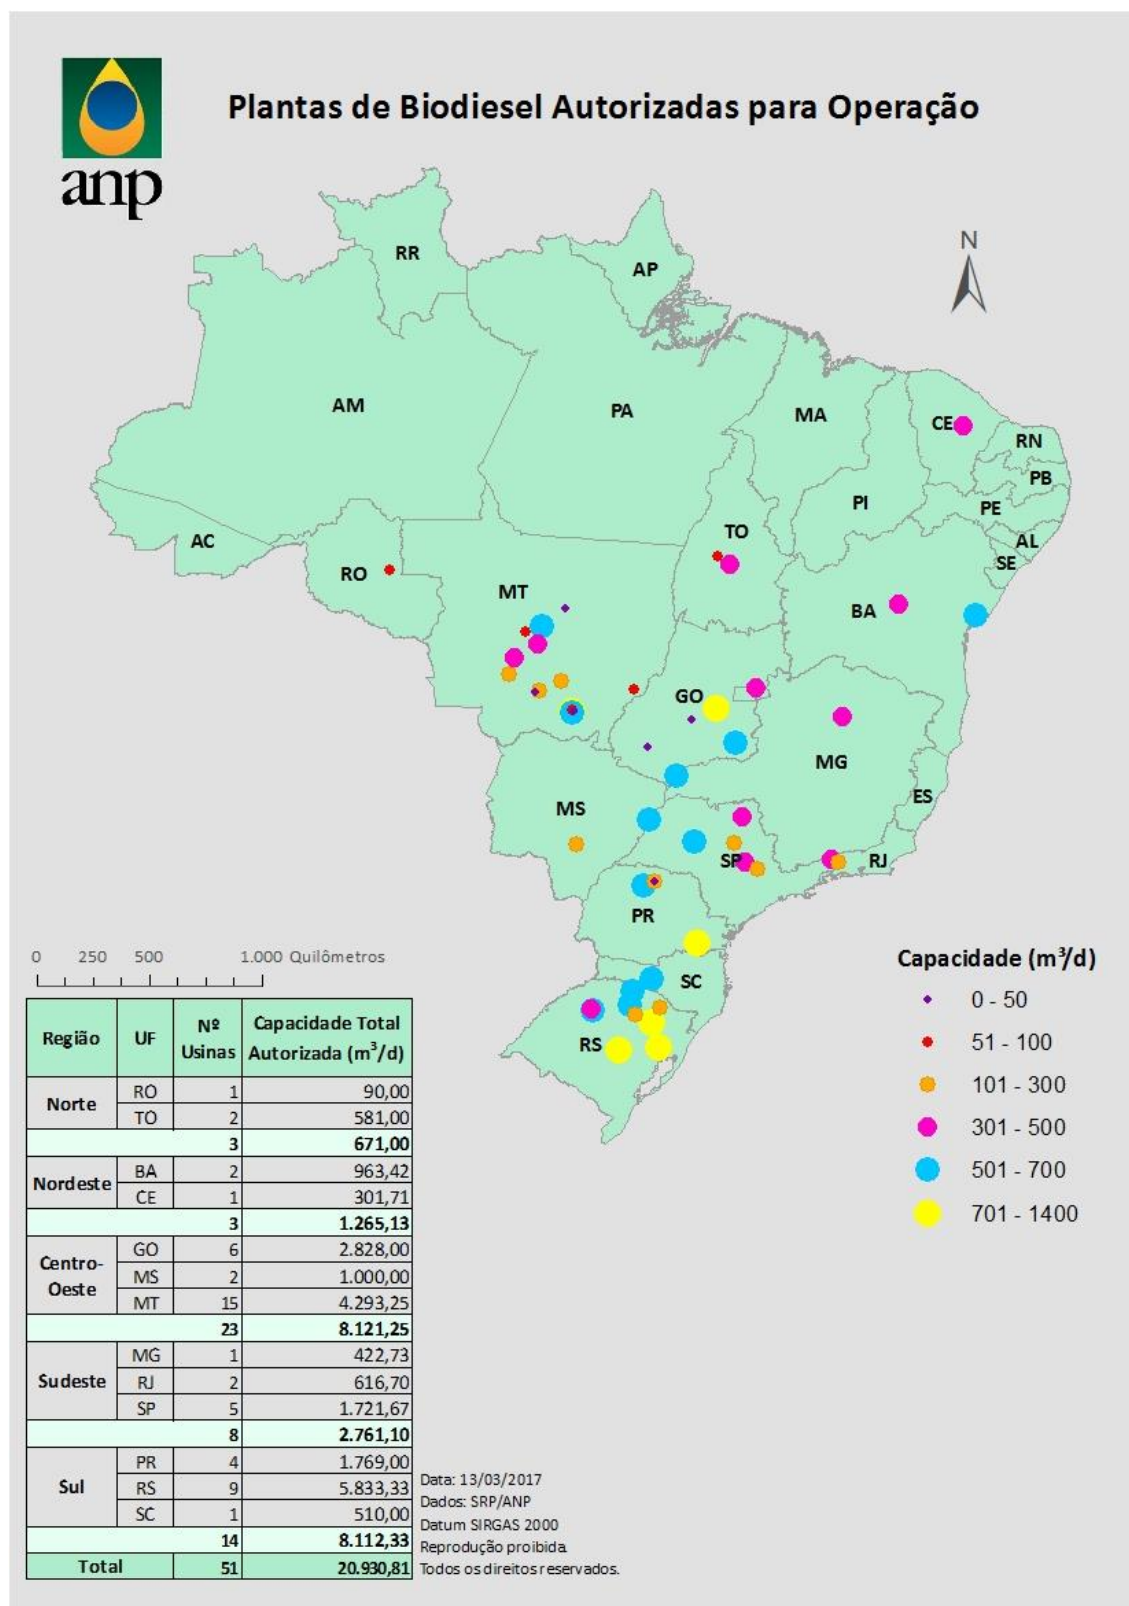 anp
Plantas de Biodiesel Autorizadas para Operação
N
RR
AP
AM
PA
MA
CE
RN
PB
PI
PE
AC
TO
AL
SE
RO
MT
BA
GO
MG
MS
ES
SP
RJ
PR
SC
RS
0 250 500 1.000 Quilômetros
Capacidade (m³/d)
0 - 50
51 - 100
101 - 300
301 - 500
501 - 700
701 - 1400
Região UF Nº Usinas Capacidade Total Autorizada (m³/d)
Norte RO 1 90,00
TO 2 581,00
3 671,00
Nordeste BA 2 963,42
CE 1 301,71
3 1.265,13
Centro-Oeste GO 6 2.828,00
MS 2 1.000,00
MT 15 4.293,25
23 8.121,25
Sudeste MG 1 422,73
RJ 2 616,70
SP 5 1.721,67
8 2.761,10
Sul PR 4 1.769,00
RS 9 5.833,33
SC 1 510,00
14 8.112,33
Total 51 20.930,81
Data: 13/03/2017
Dados: SRP/ANP
Datum SIRGAS 2000
Reprodução proibida.
Todos os direitos reservados.